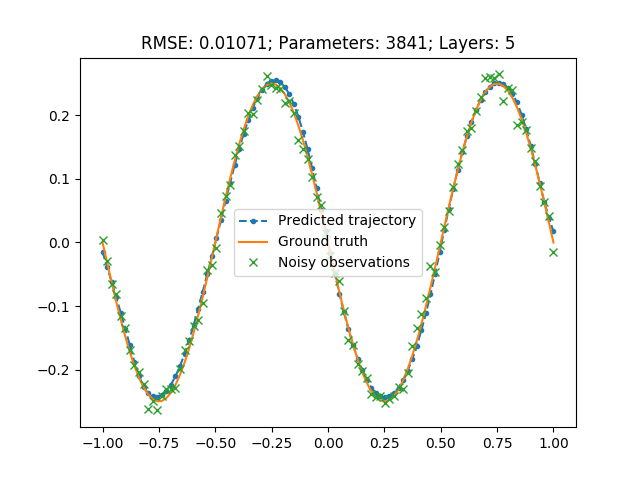 RMSE: 0.01071; Parameters: 3841; Layers: 5
0.2
0.1
0.0
−0.1
−0.2
Predicted trajectory
Ground truth
Noisy observations
−1.00 −0.75 −0.50 −0.25 0.00 0.25 0.50 0.75 1.00